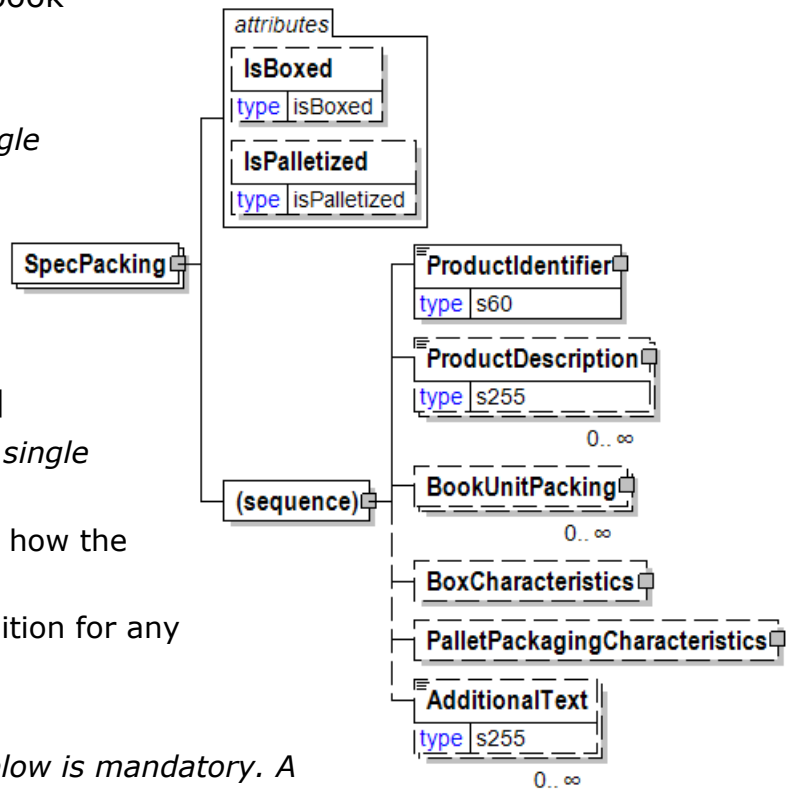 attributes
IsBoxed
type isBoxed
gle
IsPalletized
type isPalletized
SpecPacking
ProductIdentifier
type s60
ProductDescription
type s255
single
0.. ∞
(sequence)
BookUnitPacking
how the
0.. ∞
BoxCharacteristics
ition for any
PalletPackagingCharacteristics
AdditionalText
type s255
low is mandatory. A
0.. ∞